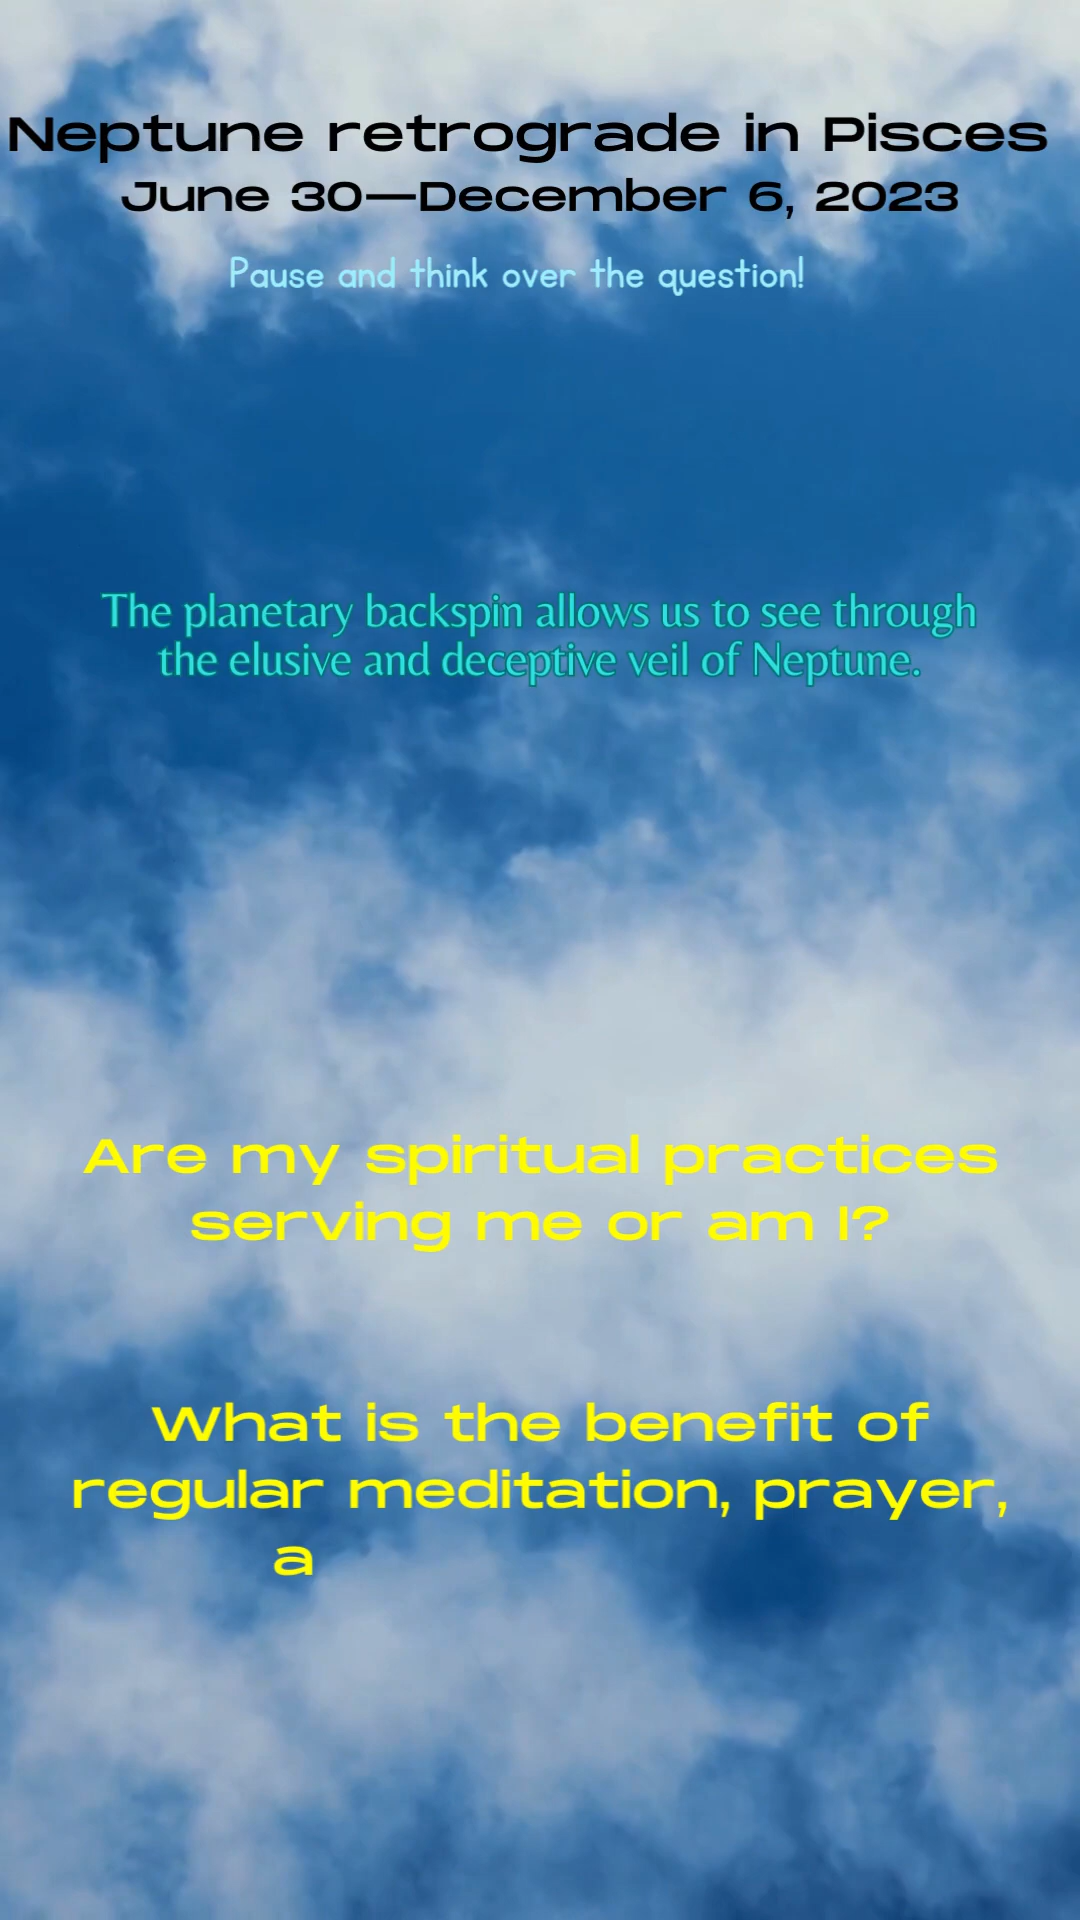 Neptune retrograde in Pisces
June 30—December 6, 2023
Pause and think over the question!
The planetary backspin allows us to see through
the elusive and deceptive veil of Neptune.
Are my spiritual practices
serving me or am I?
What is the benefit of
regular meditation, prayer,
a